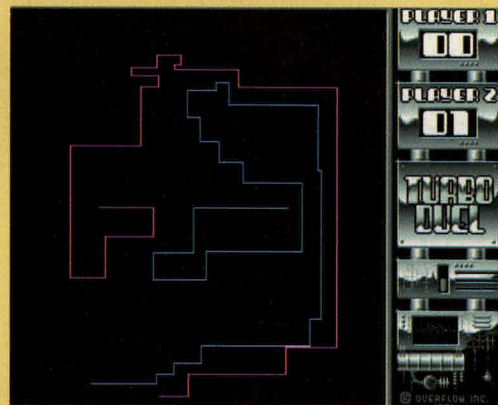 PLAYER 1
00
PLAYER 2
01
TURBO
DUEL
© OVERFLOW INC.